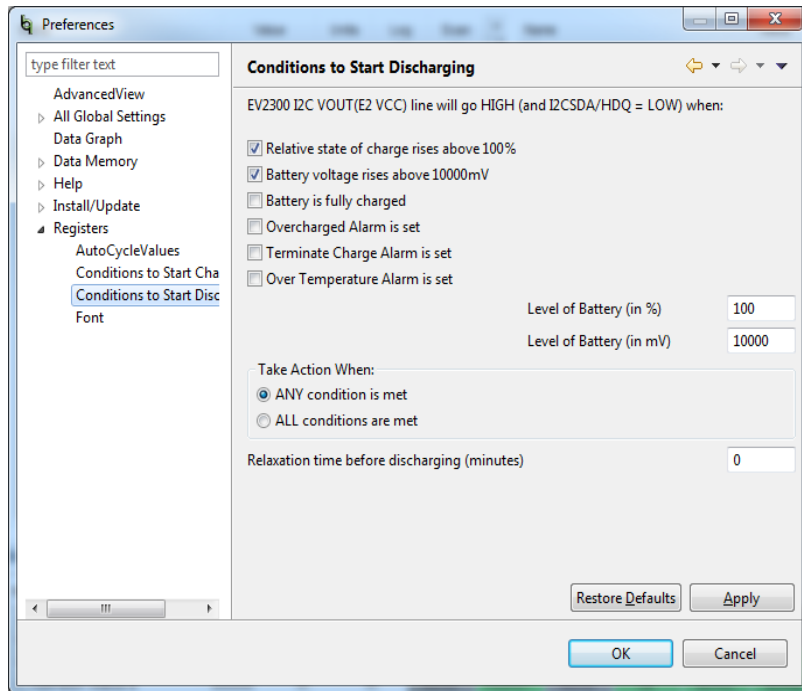 Preferences
type filter text
AdvancedView
All Global Settings
Data Graph
Data Memory
Help
Install/Update
Registers
AutoCycleValues
Conditions to Start Cha
Conditions to Start Disc
Font
Conditions to Start Discharging
EV2300 I2C VOUT(E2 VCC) line will go HIGH (and I2CSDA/HDQ = LOW) when:
Relative state of charge rises above 100%
Battery voltage rises above 10000mV
Battery is fully charged
Overcharged Alarm is set
Terminate Charge Alarm is set
Over Temperature Alarm is set
Level of Battery (in %) 100
Level of Battery (in mV) 10000
Take Action When:
ANY condition is met
ALL conditions are met
Relaxation time before discharging (minutes) 0
Restore Defaults Apply
OK Cancel